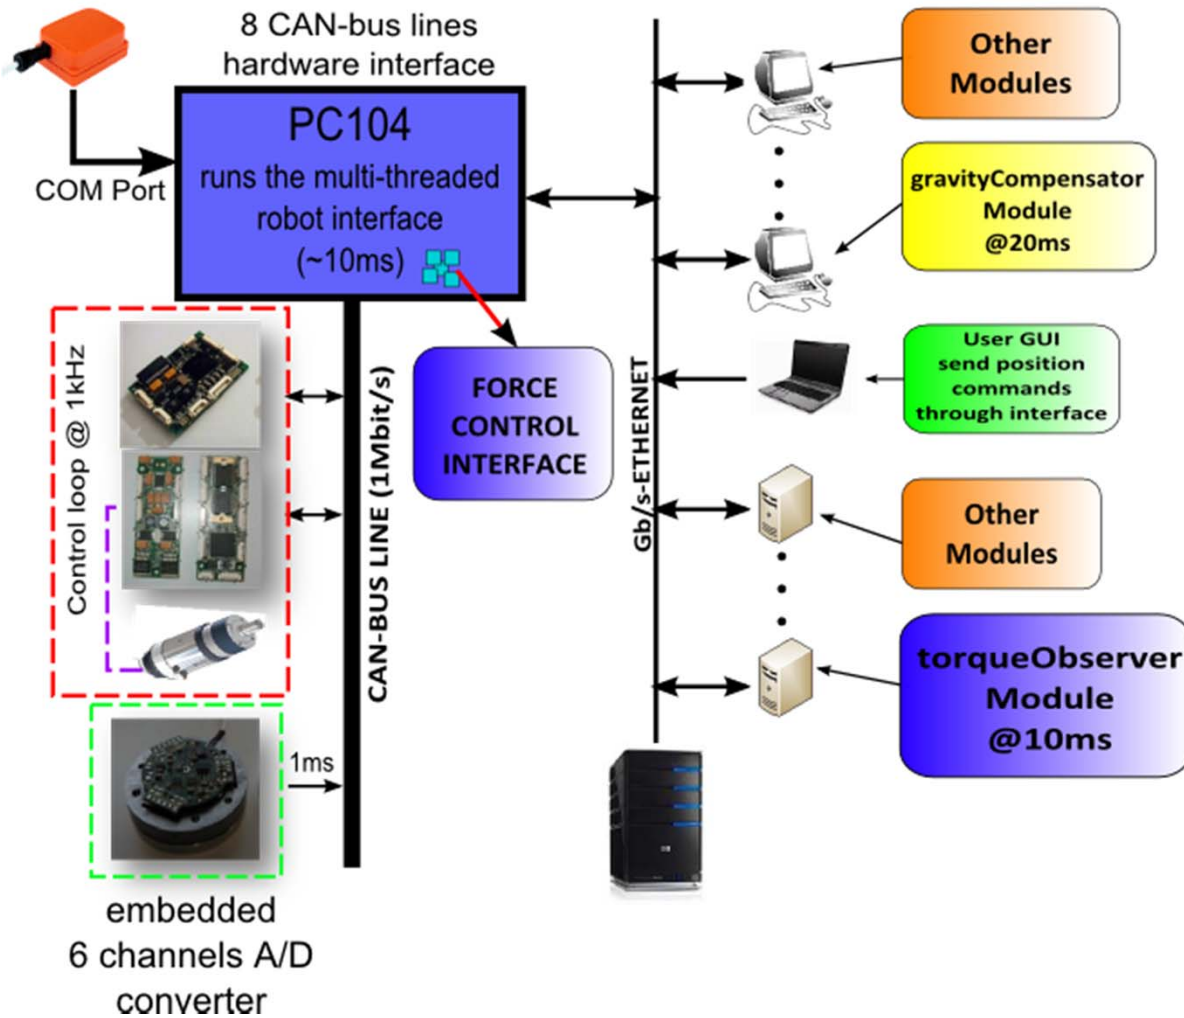 8 CAN-bus lines
hardware interface
PC104
runs the multi-threaded
robot interface
(~10ms)
COM Port
Control loop @ 1kHz
CAN-BUS LINE (1Mbit/s)
FORCE
CONTROL
INTERFACE
1ms
embedded
6 channels A/D
converter
Gb/s-ETHERNET
Other
Modules
gravityCompensator
Module
@20ms
User GUI
send position
commands
through interface
Other
Modules
torqueObserver
Module
@10ms